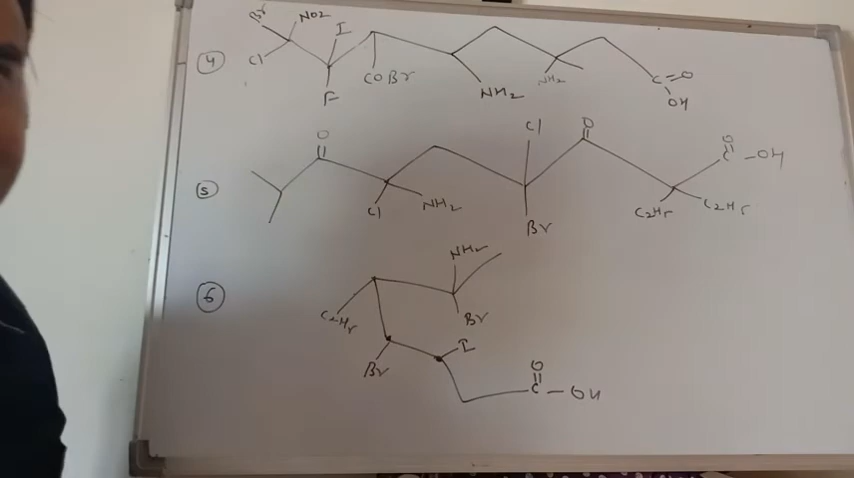 4
Br NO2
Cl I
F
COBr
NH2
NH2
C=O
OH
5
O
Cl NH2
Cl
Br
O
O
C-OH
C2H5 C2H5
6
NH2
C2H5
Br
Br
I
O
C-OH